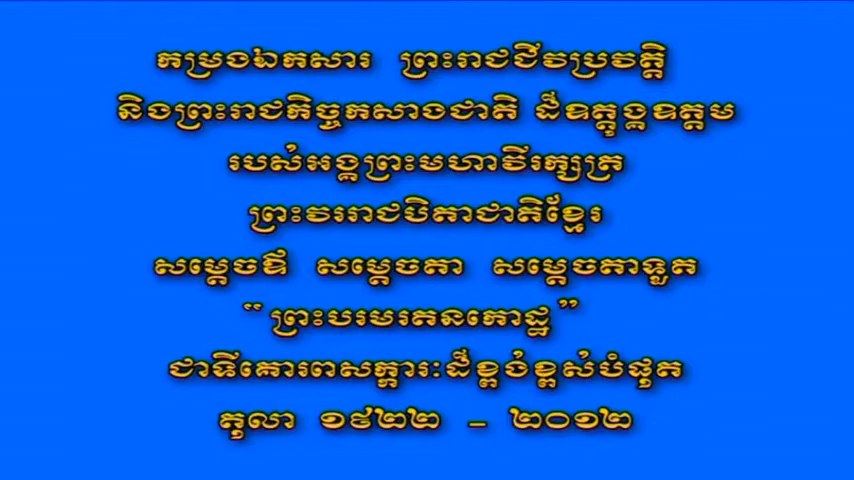 កម្រងឯកសារ ព្រះរាជជីវប្រវត្តិ
និងព្រះរាជកិច្ចកសាងជាតិ ដ៏ឧត្តុង្គឧត្តម
របស់អង្គព្រះមហាវីរក្សត្រ
ព្រះវររាជបិតាជាតិខ្មែរ
សម្តេចឪ សម្តេចតា សម្តេចតាទួត
“ព្រះបរមរតនកោដ្ឋ”
ជាទីគោរពសក្ការៈដ៏ខ្ពង់ខ្ពស់បំផុត
តុលា ១៩២២ - ២០១២